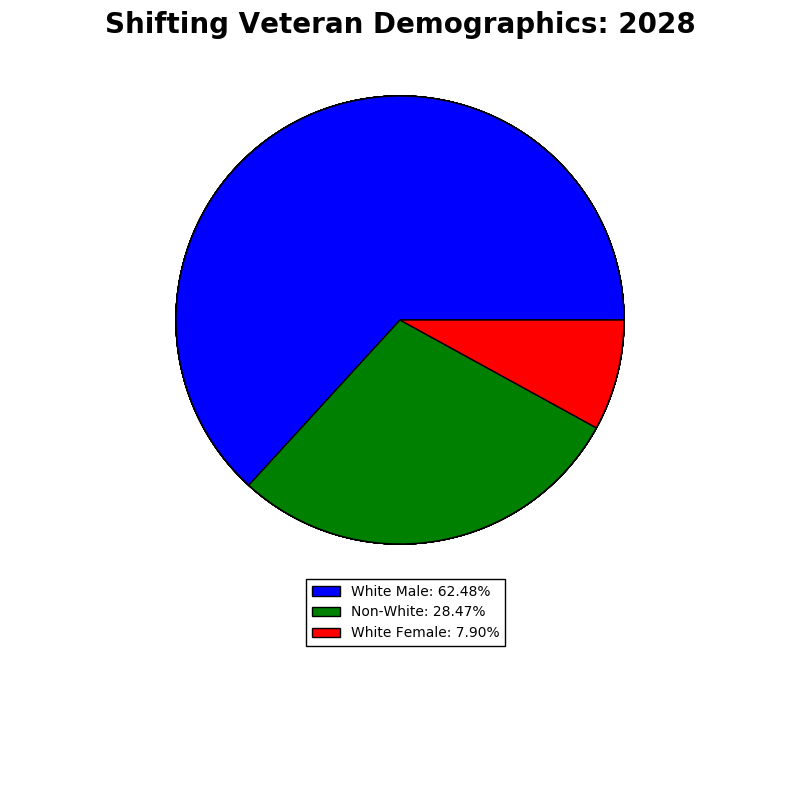 Shifting Veteran Demographics: 2028
White Male: 62.48%
Non-White: 28.47%
White Female: 7.90%